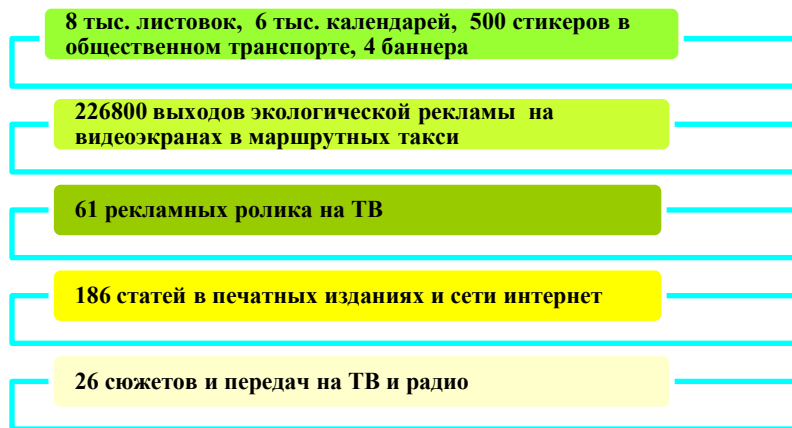 8 тыс. листовок, 6 тыс. календарей, 500 стикеров в
общественном транспорте, 4 баннера
226800 выходов экологической рекламы на
видеоэкранах в маршрутных такси
61 рекламных ролика на ТВ
186 статей в печатных изданиях и сети интернет
26 сюжетов и передач на ТВ и радио